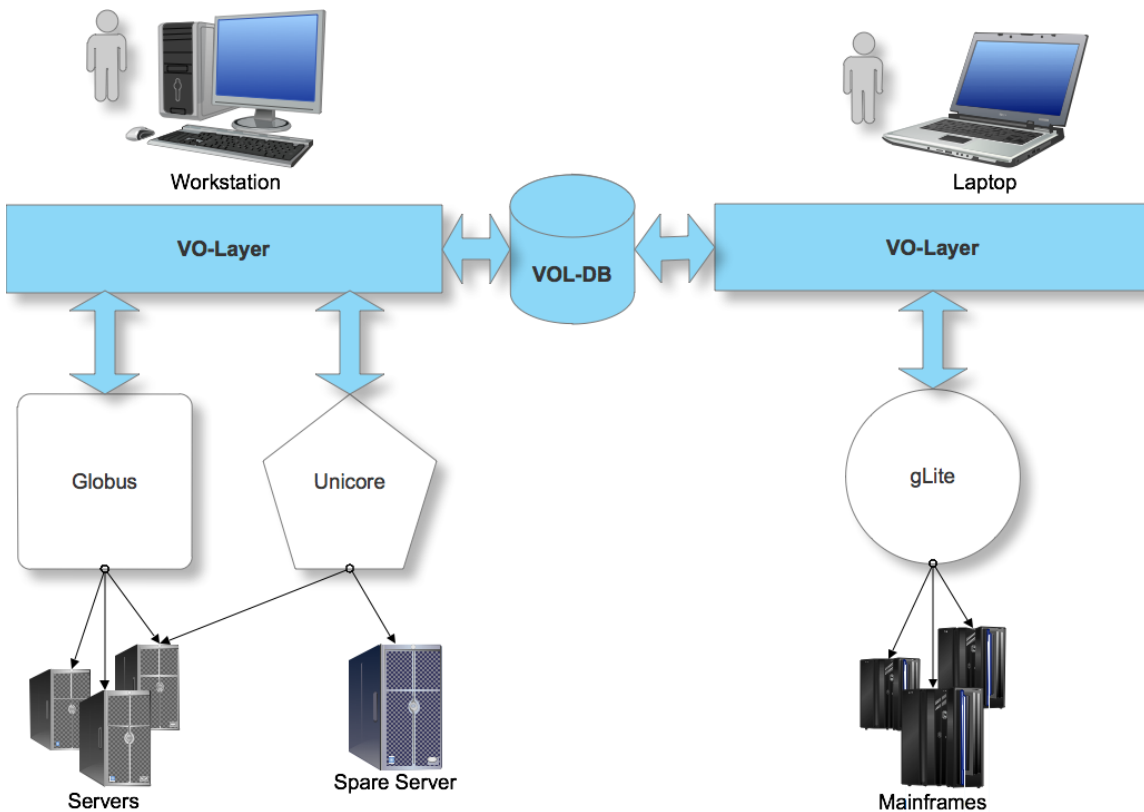 Workstation
Laptop
VO-Layer
VOL-DB
VO-Layer
Globus
Unicore
gLite
Servers
Spare Server
Mainframes